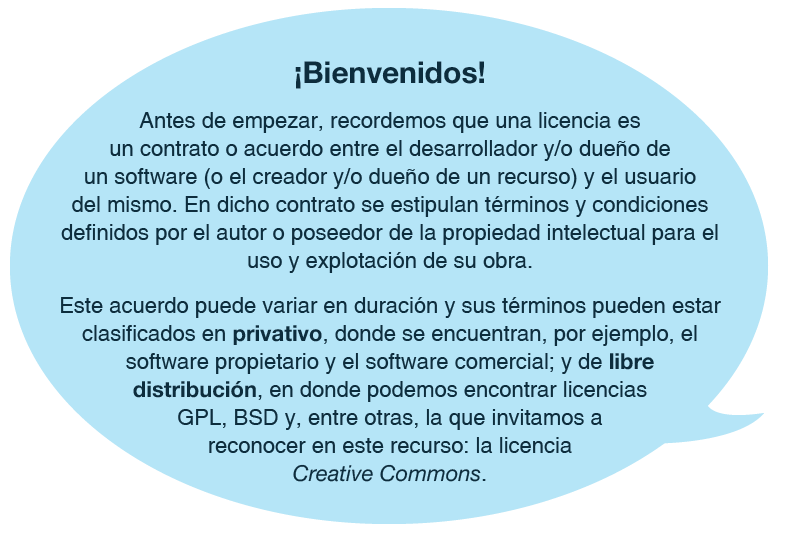 ¡Bienvenidos!
Antes de empezar, recordemos que una licencia es
un contrato o acuerdo entre el desarrollador y/o dueño de
un software (o el creador y/o dueño de un recurso) y el usuario
del mismo. En dicho contrato se estipulan términos y condiciones
definidos por el autor o poseedor de la propiedad intelectual para el
uso y explotación de su obra.
Este acuerdo puede variar en duración y sus términos pueden estar
clasificados en privativo, donde se encuentran, por ejemplo, el
software propietario y el software comercial; y de libre
distribución, en donde podemos encontrar licencias
GPL, BSD y, entre otras, la que invitamos a
reconocer en este recurso: la licencia
Creative Commons.